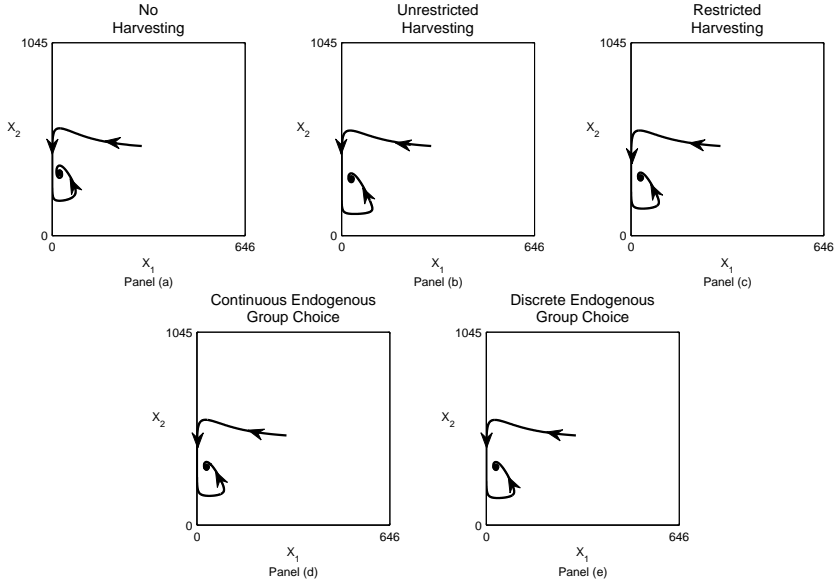 No
Harvesting
1045
X2
0
0
646
X1
Panel (a)
Unrestricted
Harvesting
1045
X2
0
0
646
X1
Panel (b)
Restricted
Harvesting
1045
X2
0
0
646
X1
Panel (c)
Continuous Endogenous
Group Choice
1045
X2
0
0
646
X1
Panel (d)
Discrete Endogenous
Group Choice
1045
X2
0
0
646
X1
Panel (e)